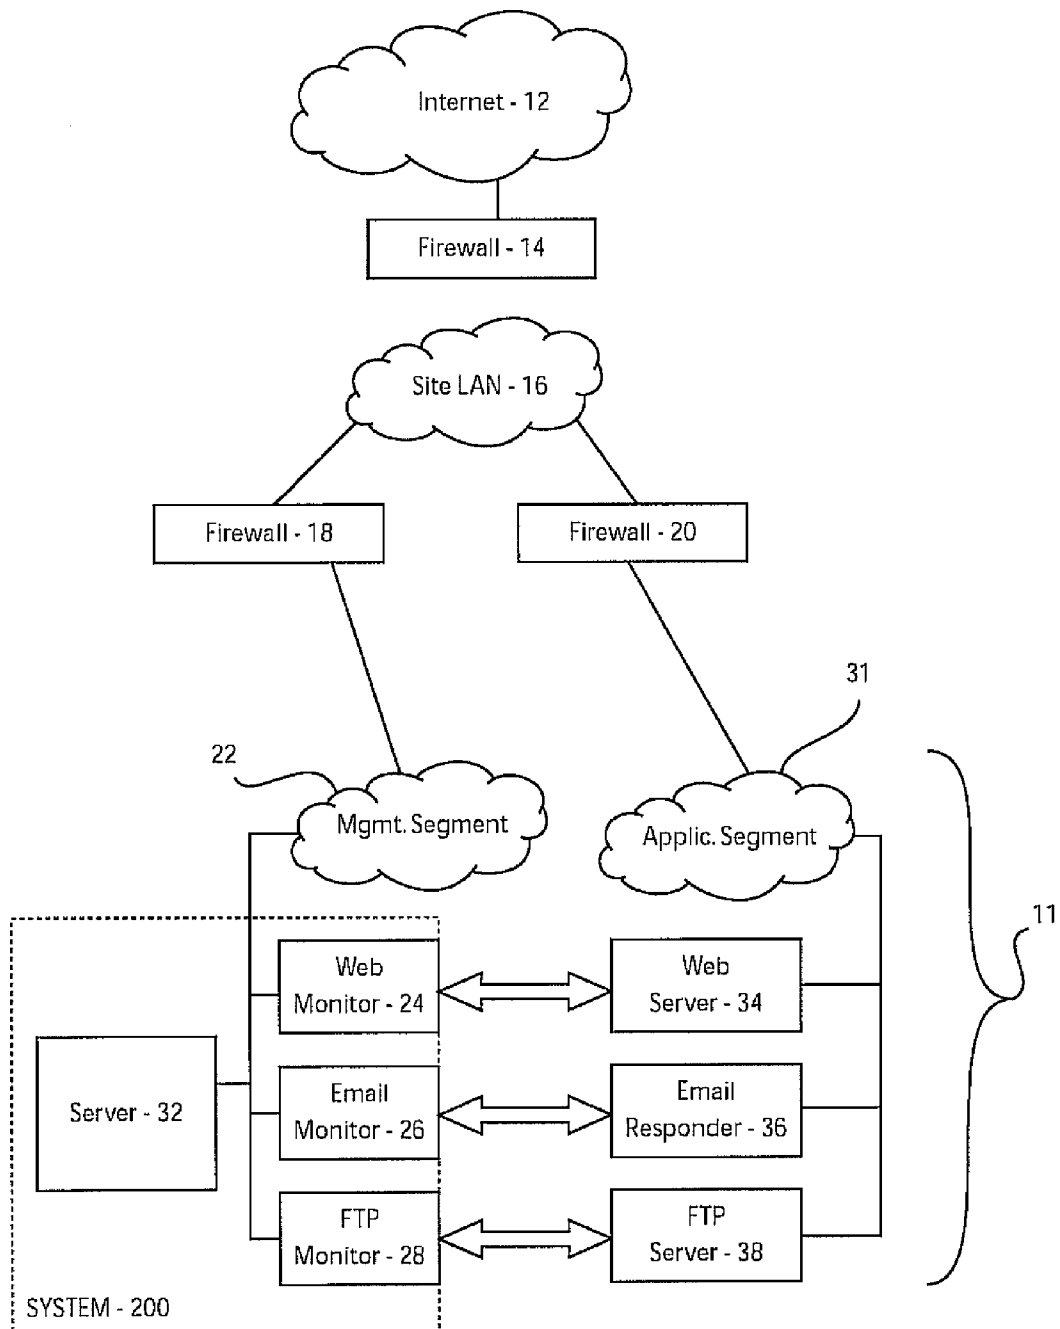 Internet - 12
Firewall - 14
Site LAN - 16
Firewall - 18
Firewall - 20
31
22
Mgmt. Segment
Applic. Segment
11
Web
Monitor - 24
Web
Server - 34
Server - 32
Email
Monitor - 26
Email
Responder - 36
FTP
Monitor - 28
FTP
Server - 38
SYSTEM - 200